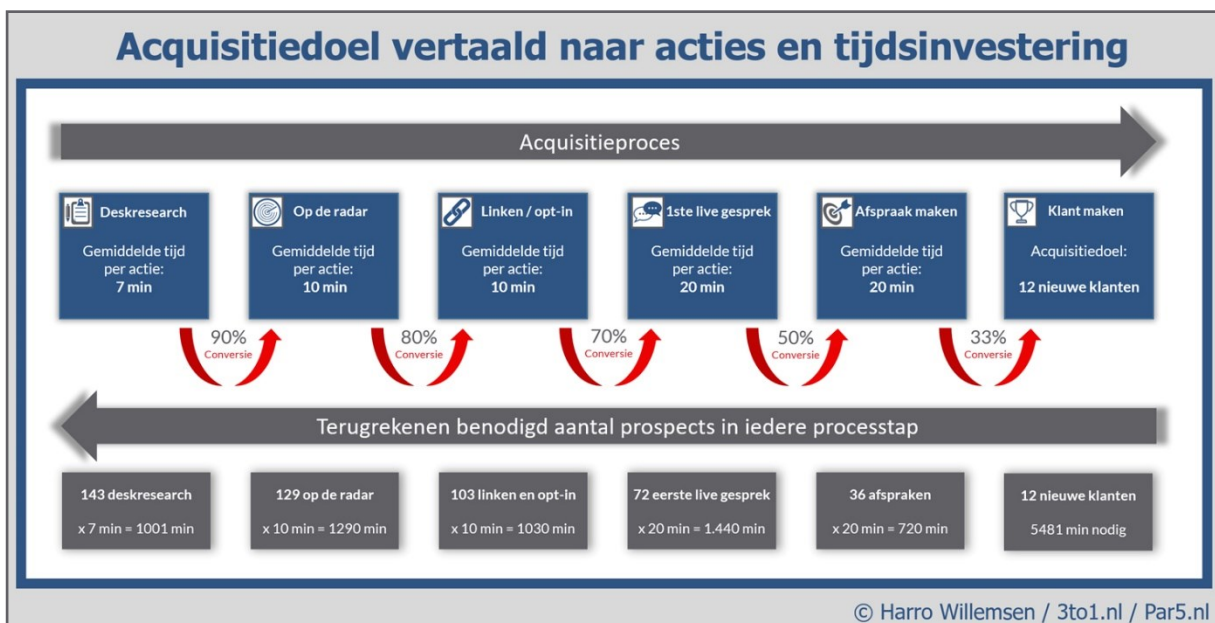 Acquisitiedoel vertaald naar acties en tijdsinvestering
Acquisitieproces
Deskresearch
Gemiddelde tijd
per actie:
7 min
Op de radar
Gemiddelde tijd
per actie:
10 min
Linken / opt-in
Gemiddelde tijd
per actie:
10 min
1ste live gesprek
Gemiddelde tijd
per actie:
20 min
Afspraak maken
Gemiddelde tijd
per actie:
20 min
Klant maken
Acquisitiedoel:
12 nieuwe klanten
90%
Conversie
80%
Conversie
70%
Conversie
50%
Conversie
33%
Conversie
Terugrekenen benodigd aantal prospects in iedere processtap
143 deskresearch
x 7 min = 1001 min
129 op de radar
x 10 min = 1290 min
103 linken en opt-in
x 10 min = 1030 min
72 eerste live gesprek
x 20 min = 1.440 min
36 afspraken
x 20 min = 720 min
12 nieuwe klanten
5481 min nodig
© Harro Willemsen / 3to1.nl / Par5.nl